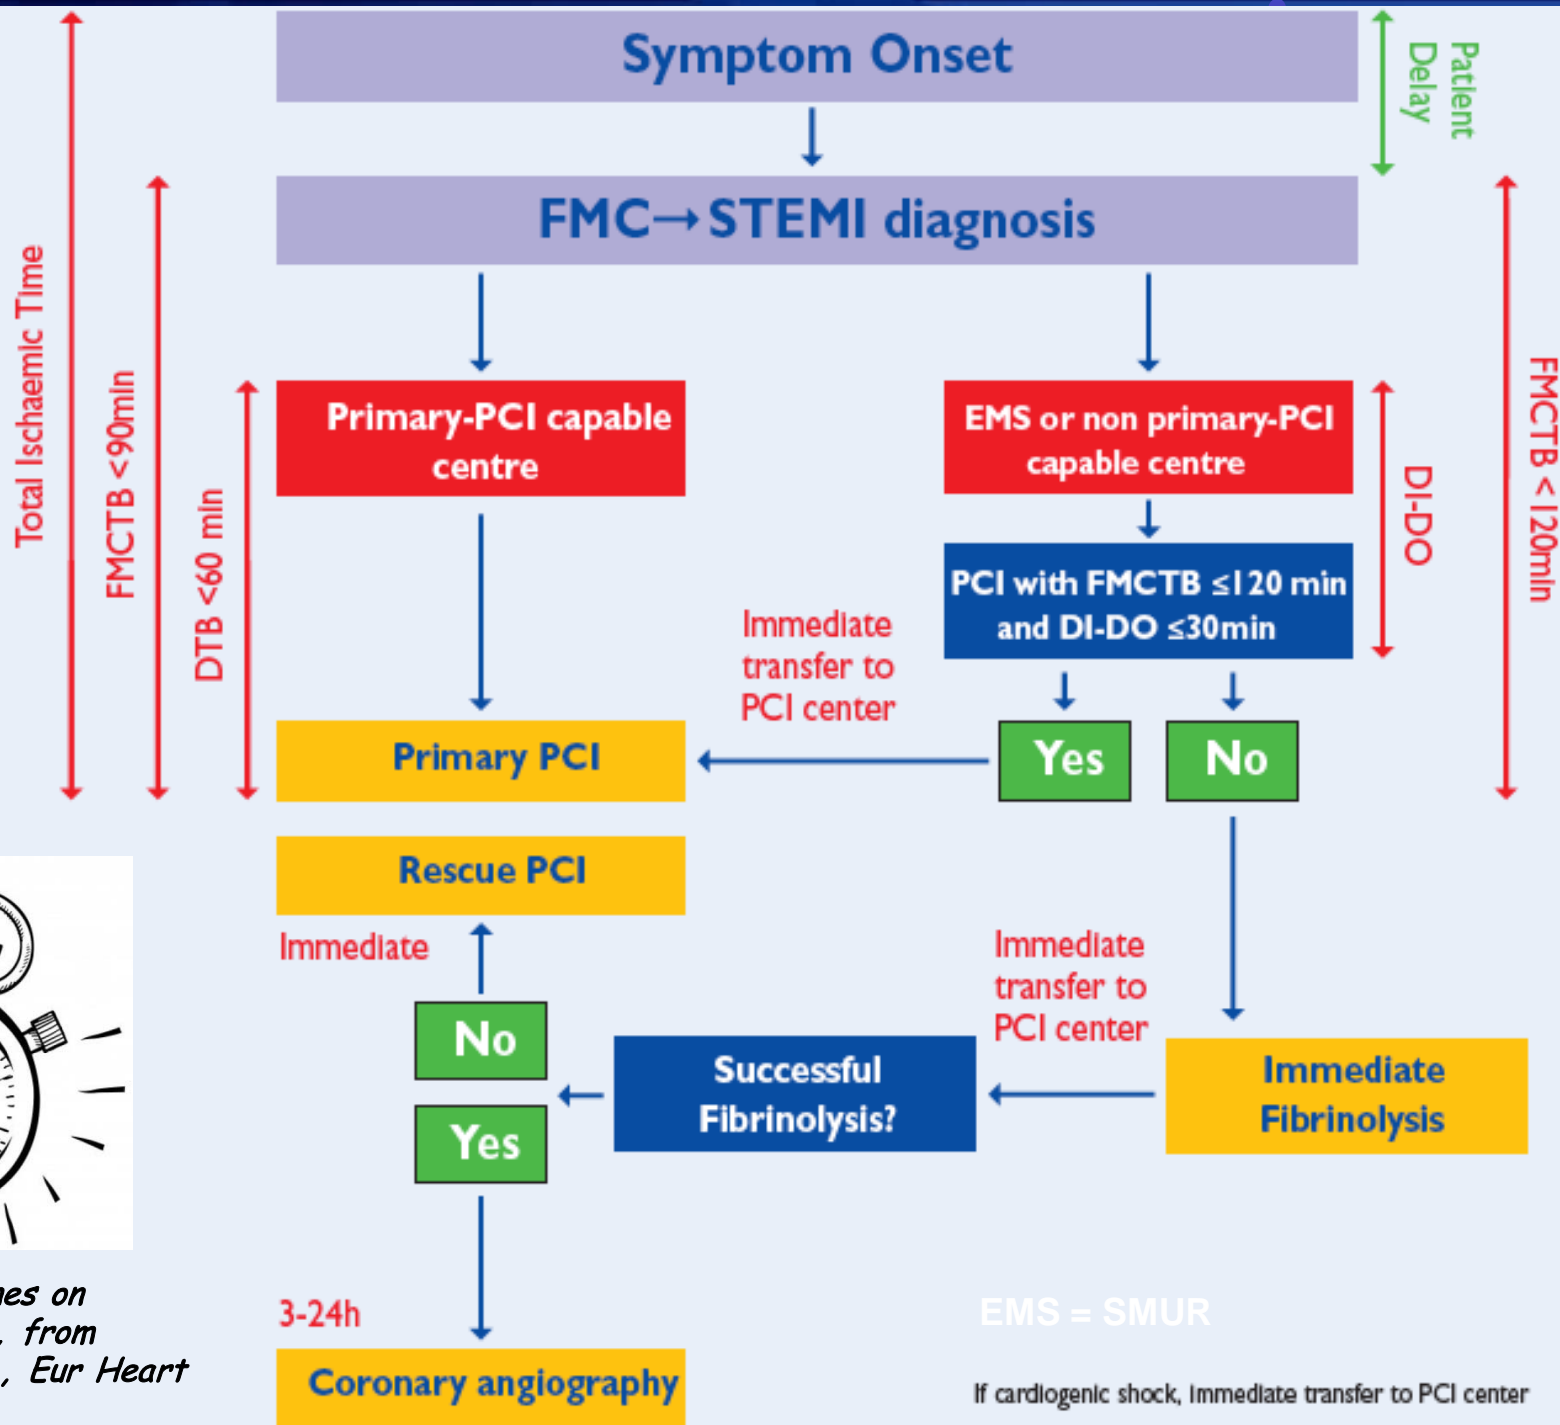 Symptom Onset
Patient
Delay
FMC→STEMI diagnosis
Total Ischaemic Time
FMCTB <90min
DTB <60 min
Primary-PCI capable
centre
EMS or non primary-PCI
capable centre
DI-DO
FMCTB <120min
PCI with FMCTB ≤120 min
and DI-DO ≤30min
Immediate
transfer to
PCI center
Primary PCI
Yes
No
Rescue PCI
Immediate
No
Yes
Successful
Fibrinolysis?
Immediate
transfer to
PCI center
Immediate
Fibrinolysis
3-24h
Coronary angiography
EMS = SMUR
If cardiogenic shock, immediate transfer to PCI center
on
, from
, Eur Heart